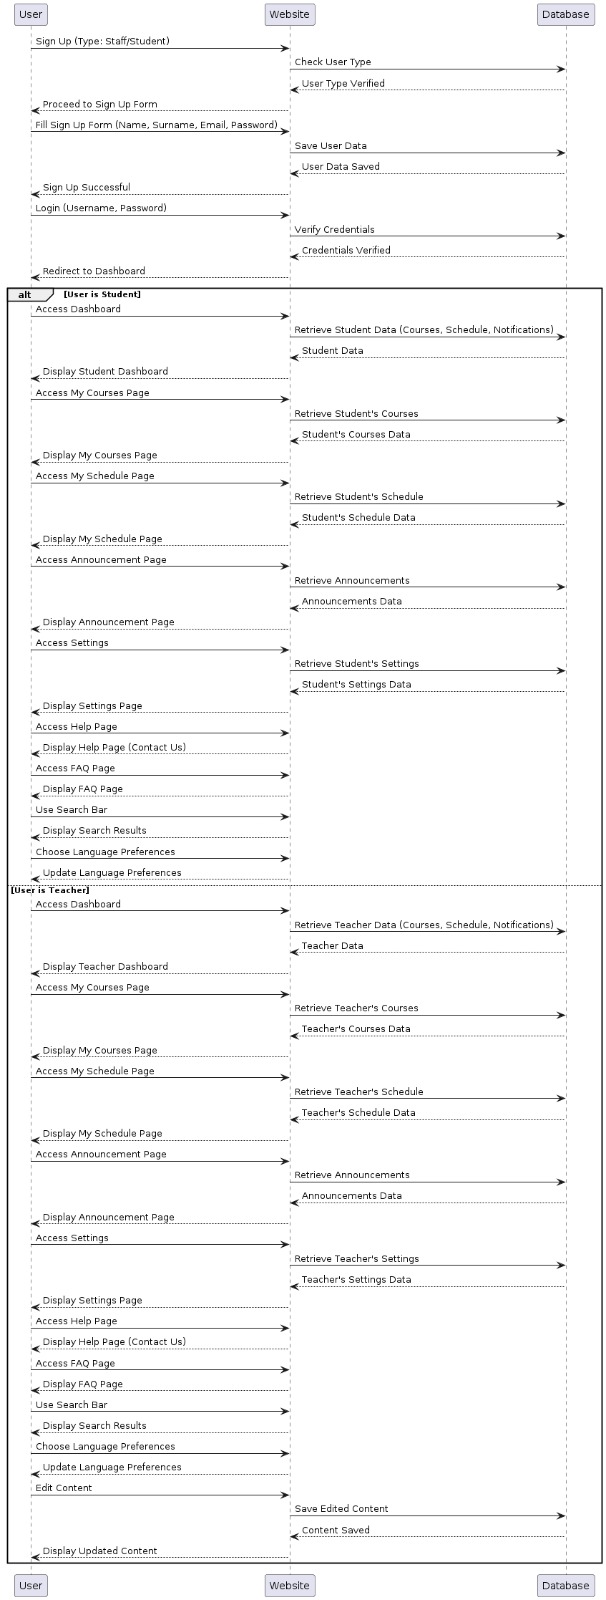 User Website Database
Sign Up (Type: Staff/Student)
Check User Type
User Type Verified
Proceed to Sign Up Form
Fill Sign Up Form (Name, Surname, Email, Password)
Save User Data
User Data Saved
Sign Up Successful
Login (Username, Password)
Verify Credentials
Credentials Verified
Redirect to Dashboard
alt [User is Student]
Access Dashboard
Retrieve Student Data (Courses, Schedule, Notifications)
Student Data
Display Student Dashboard
Access My Courses Page
Retrieve Student's Courses
Student's Courses Data
Display My Courses Page
Access My Schedule Page
Retrieve Student's Schedule
Student's Schedule Data
Display My Schedule Page
Access Announcement Page
Retrieve Announcements
Announcements Data
Display Announcement Page
Access Settings
Retrieve Student's Settings
Student's Settings Data
Display Settings Page
Access Help Page
Display Help Page (Contact Us)
Access FAQ Page
Display FAQ Page
Use Search Bar
Display Search Results
Choose Language Preferences
Update Language Preferences
[User is Teacher]
Access Dashboard
Retrieve Teacher Data (Courses, Schedule, Notifications)
Teacher Data
Display Teacher Dashboard
Access My Courses Page
Retrieve Teacher's Courses
Teacher's Courses Data
Display My Courses Page
Access My Schedule Page
Retrieve Teacher's Schedule
Teacher's Schedule Data
Display My Schedule Page
Access Announcement Page
Retrieve Announcements
Announcements Data
Display Announcement Page
Access Settings
Retrieve Teacher's Settings
Teacher's Settings Data
Display Settings Page
Access Help Page
Display Help Page (Contact Us)
Access FAQ Page
Display FAQ Page
Use Search Bar
Display Search Results
Choose Language Preferences
Update Language Preferences
Edit Content
Save Edited Content
Content Saved
Display Updated Content
User Website Database